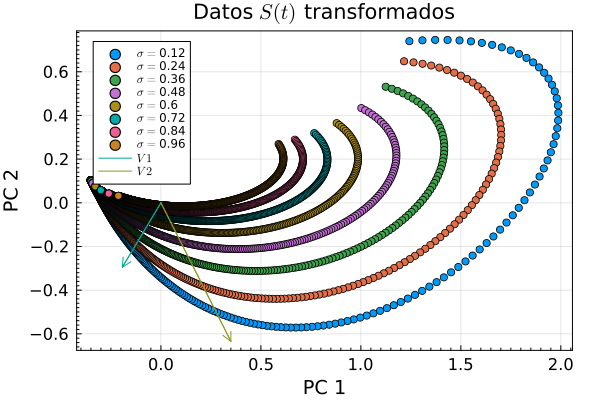 Datos S(t) transformados
σ = 0.12
σ = 0.24
σ = 0.36
σ = 0.48
σ = 0.6
σ = 0.72
σ = 0.84
σ = 0.96
V1
V2
PC 2
0.6
0.4
0.2
0.0
−0.2
−0.4
−0.6
0.0 0.5 1.0 1.5 2.0
PC 1